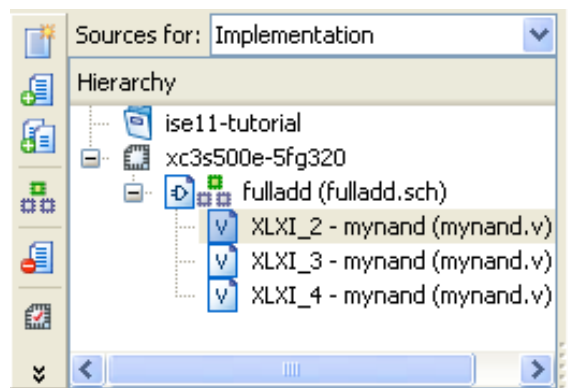 Sources for: Implementation
Hierarchy
ise11-tutorial
xc3s500e-5fg320
fulladd (fulladd.sch)
XLXI_2 - mynand (mynand.v)
XLXI_3 - mynand (mynand.v)
XLXI_4 - mynand (mynand.v)